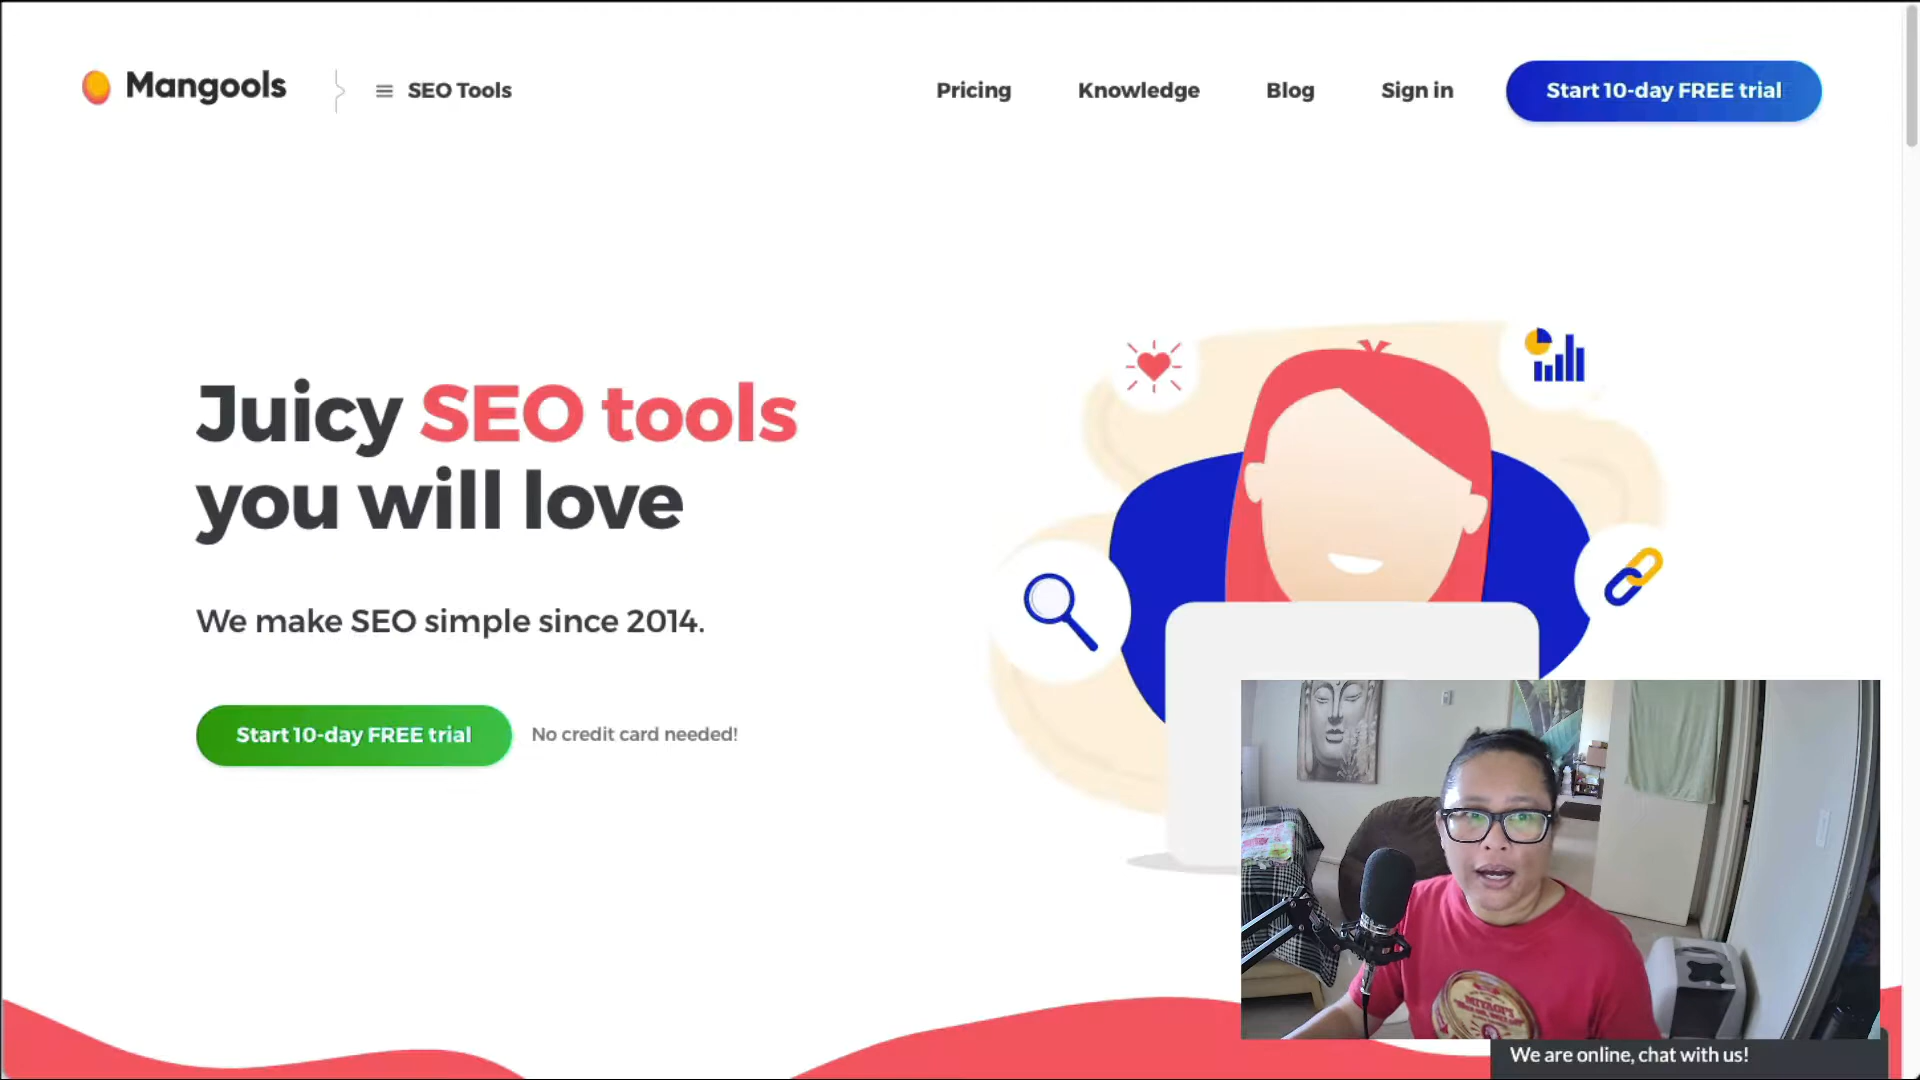 Mangools
SEO Tools
Pricing
Knowledge
Blog
Sign in
Start 10-day FREE trial
Juicy SEO tools
you will love
We make SEO simple since 2014.
Start 10-day FREE trial
No credit card needed!
MIYAGI'S
We are online, chat with us!